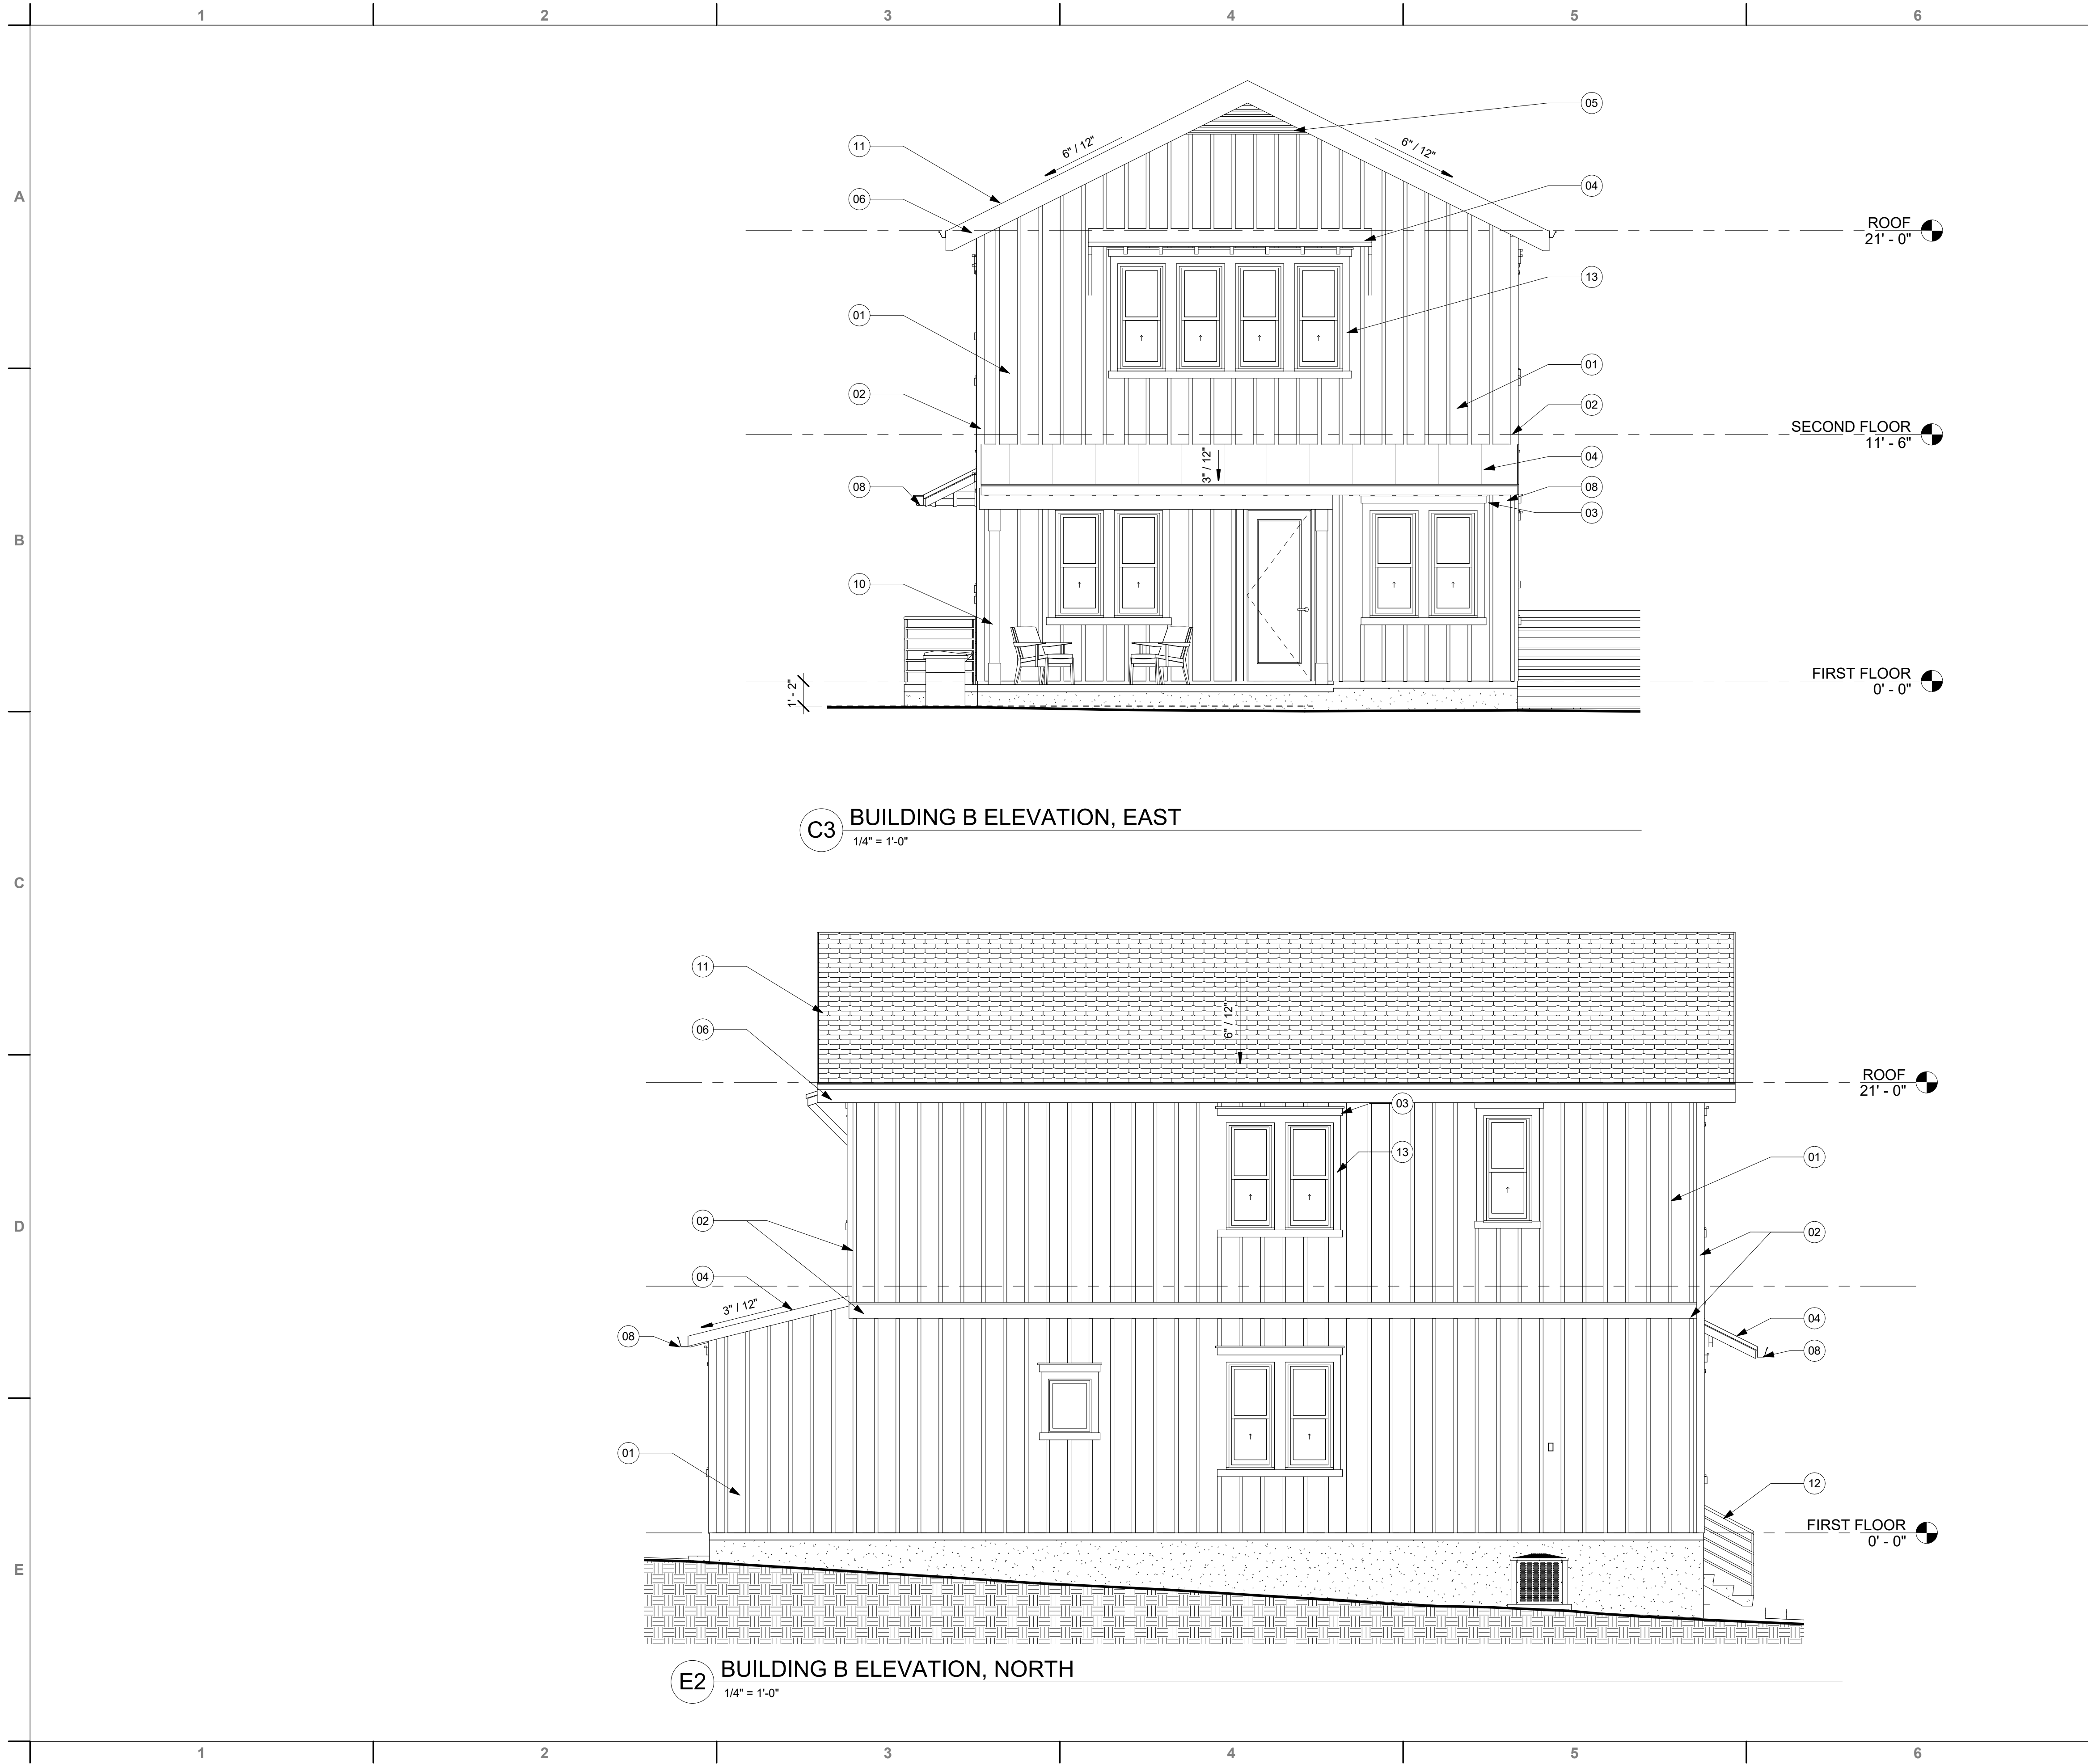 1 2 3 4 5 6
05
11
6" / 12" 6" / 12"
04
A
06
ROOF
21' - 0"
13
01
01
02
02
SECOND FLOOR
11' - 6"
3" / 12"
04
08
08
03
B
10
FIRST FLOOR
0' - 0"
1' - 2"
C3 BUILDING B ELEVATION, EAST
1/4" = 1'-0"
C
11
6" / 12"
06
ROOF
21' - 0"
03
13
01
02
D
02
04
3" / 12"
04
08
08
01
12
FIRST FLOOR
0' - 0"
E
E2 BUILDING B ELEVATION, NORTH
1/4" = 1'-0"
1 2 3 4 5 6